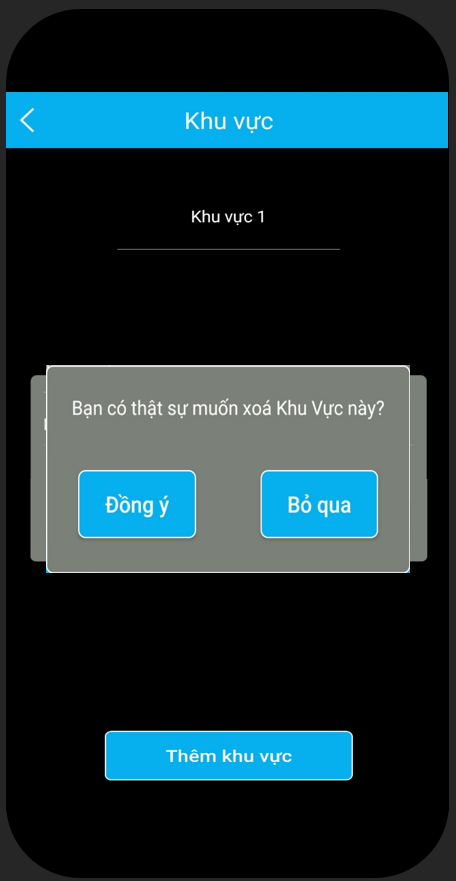 Khu vực
Khu vực 1
Bạn có thật sự muốn xoá Khu Vực này?
Đồng ý
Bỏ qua
Thêm khu vực